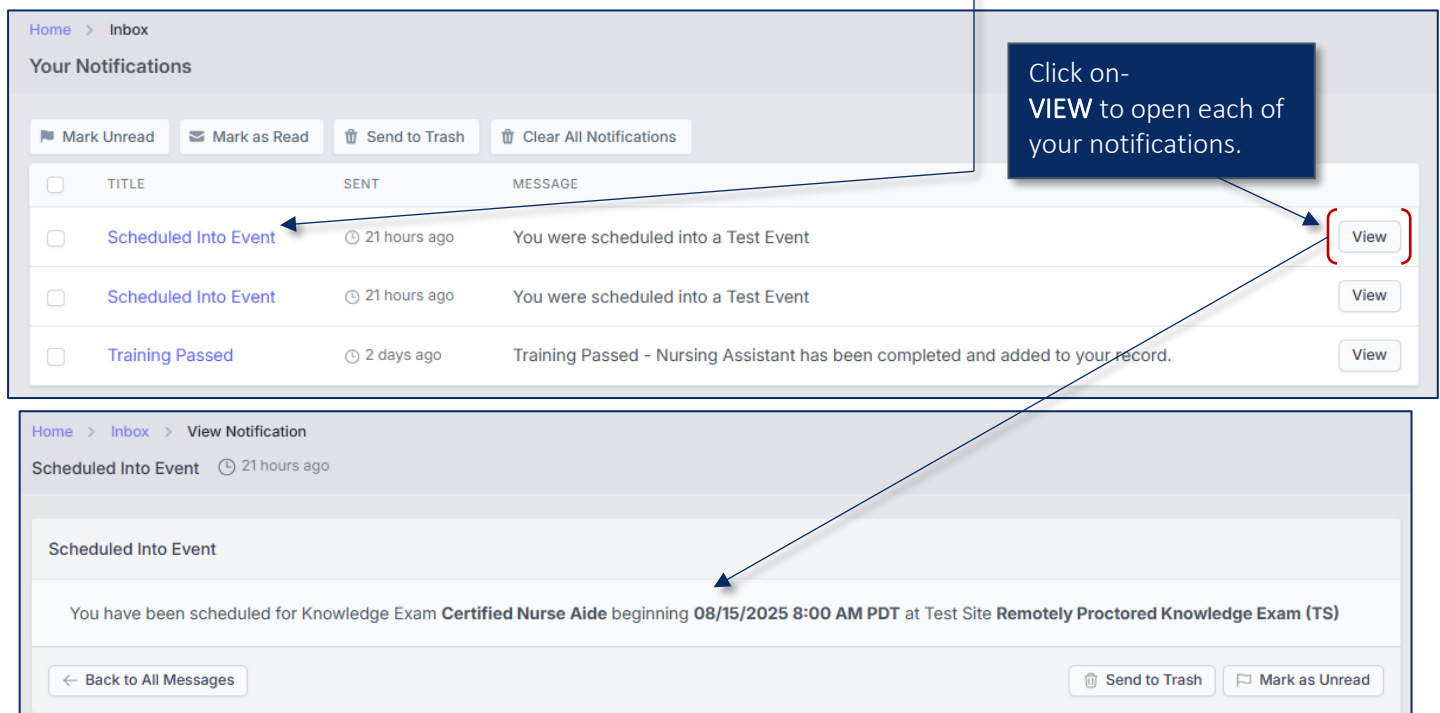 Home > Inbox
Your Notifications
Click on-
VIEW to open each of
your notifications.
Mark Unread Mark as Read Send to Trash Clear All Notifications
TITLE SENT MESSAGE
Scheduled Into Event 21 hours ago You were scheduled into a Test Event View
Scheduled Into Event 21 hours ago You were scheduled into a Test Event View
Training Passed 2 days ago Training Passed - Nursing Assistant has been completed and added to your record. View
Home > Inbox > View Notification
Scheduled Into Event 21 hours ago
Scheduled Into Event
You have been scheduled for Knowledge Exam Certified Nurse Aide beginning 08/15/2025 8:00 AM PDT at Test Site Remotely Proctored Knowledge Exam (TS)
← Back to All Messages Send to Trash Mark as Unread